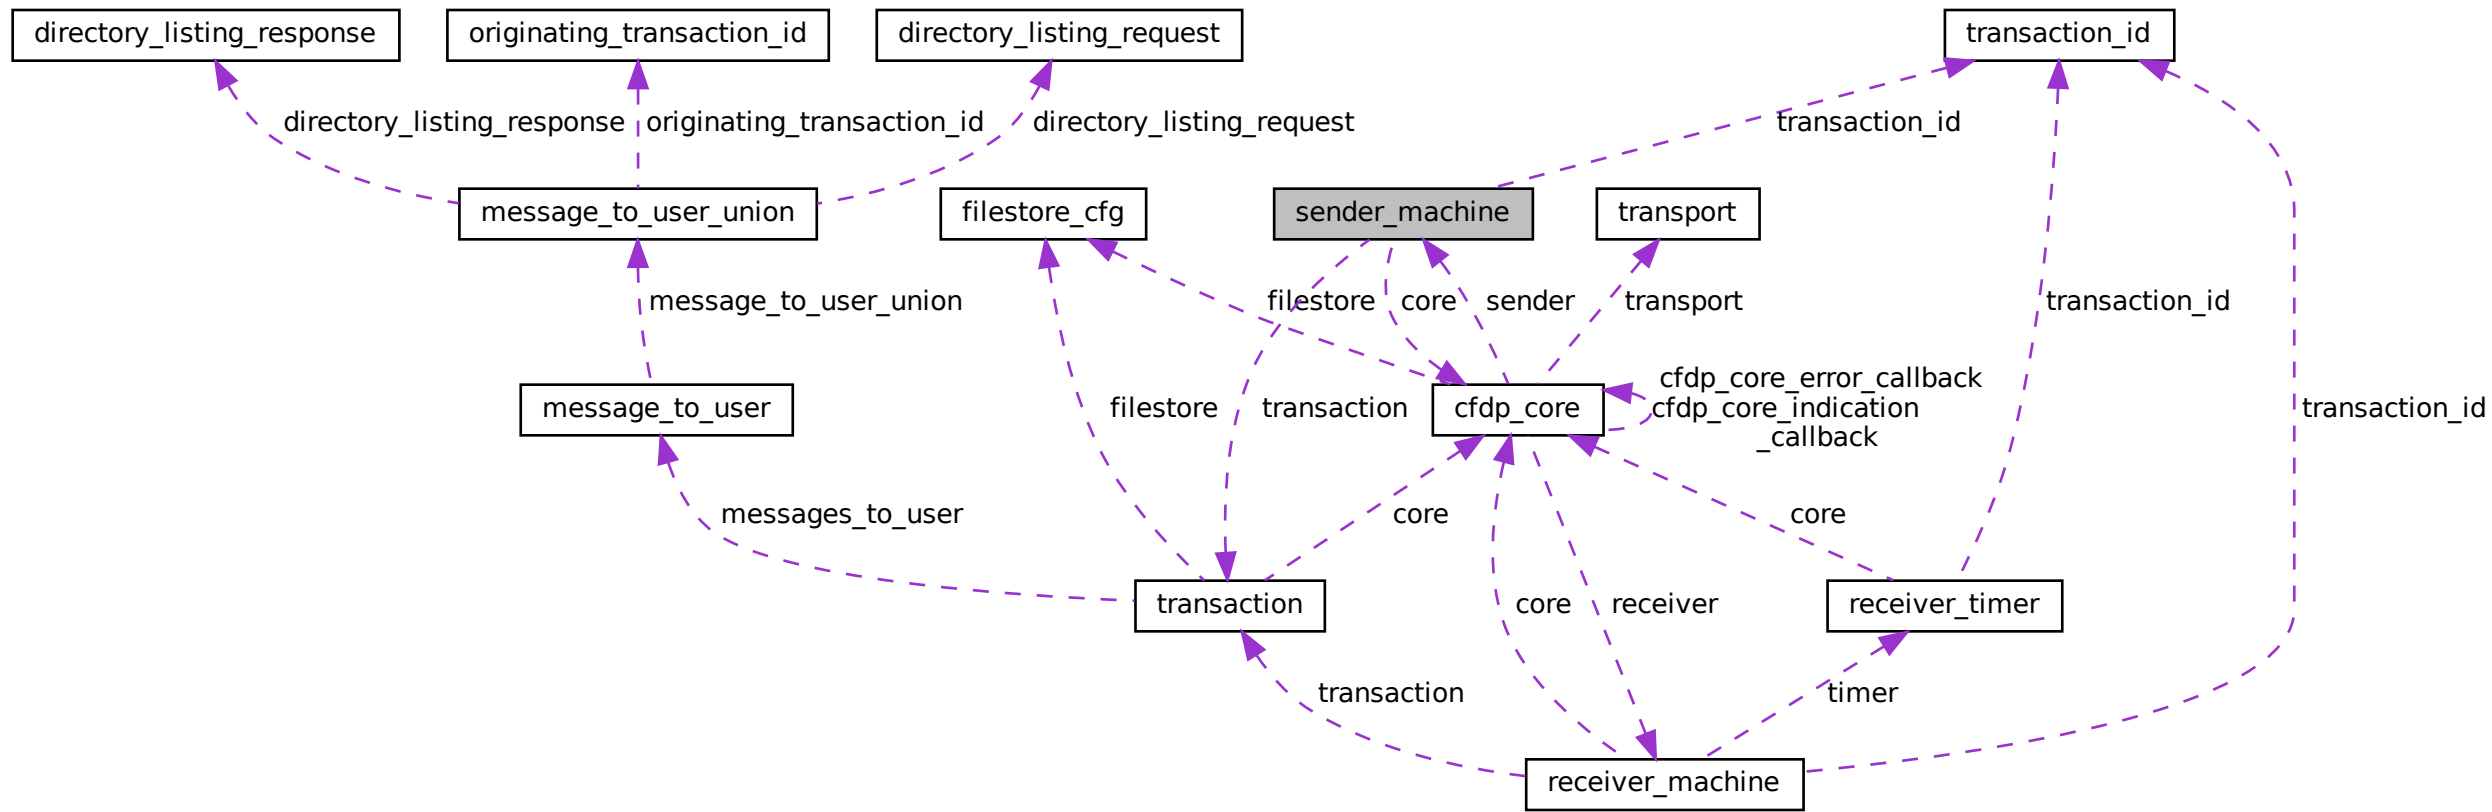 directory_listing_response
originating_transaction_id
directory_listing_request
transaction_id
directory_listing_response
originating_transaction_id
directory_listing_request
transaction_id
message_to_user_union
filestore_cfg
sender_machine
transport
message_to_user_union
filestore
core
sender
transport
transaction_id
message_to_user
filestore
transaction
cfdp_core
cfdp_core_error_callback
cfdp_core_indication
_callback
transaction_id
messages_to_user
core
core
transaction
core
receiver
receiver_timer
transaction
timer
receiver_machine